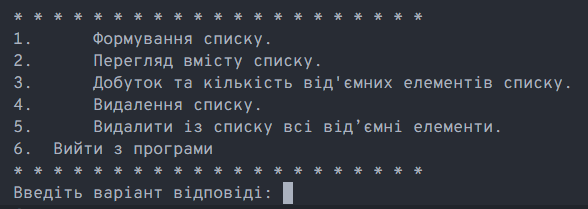 * * * * * * * * * * * * * * * * * * * * *
1.      Формування списку.
2.      Перегляд вмісту списку.
3.      Добуток та кількість від'ємних елементів списку.
4.      Видалення списку.
5.      Видалити із списку всі від’ємні елементи.
6.  Вийти з програми
* * * * * * * * * * * * * * * * * * * * *
Введіть варіант відповіді: